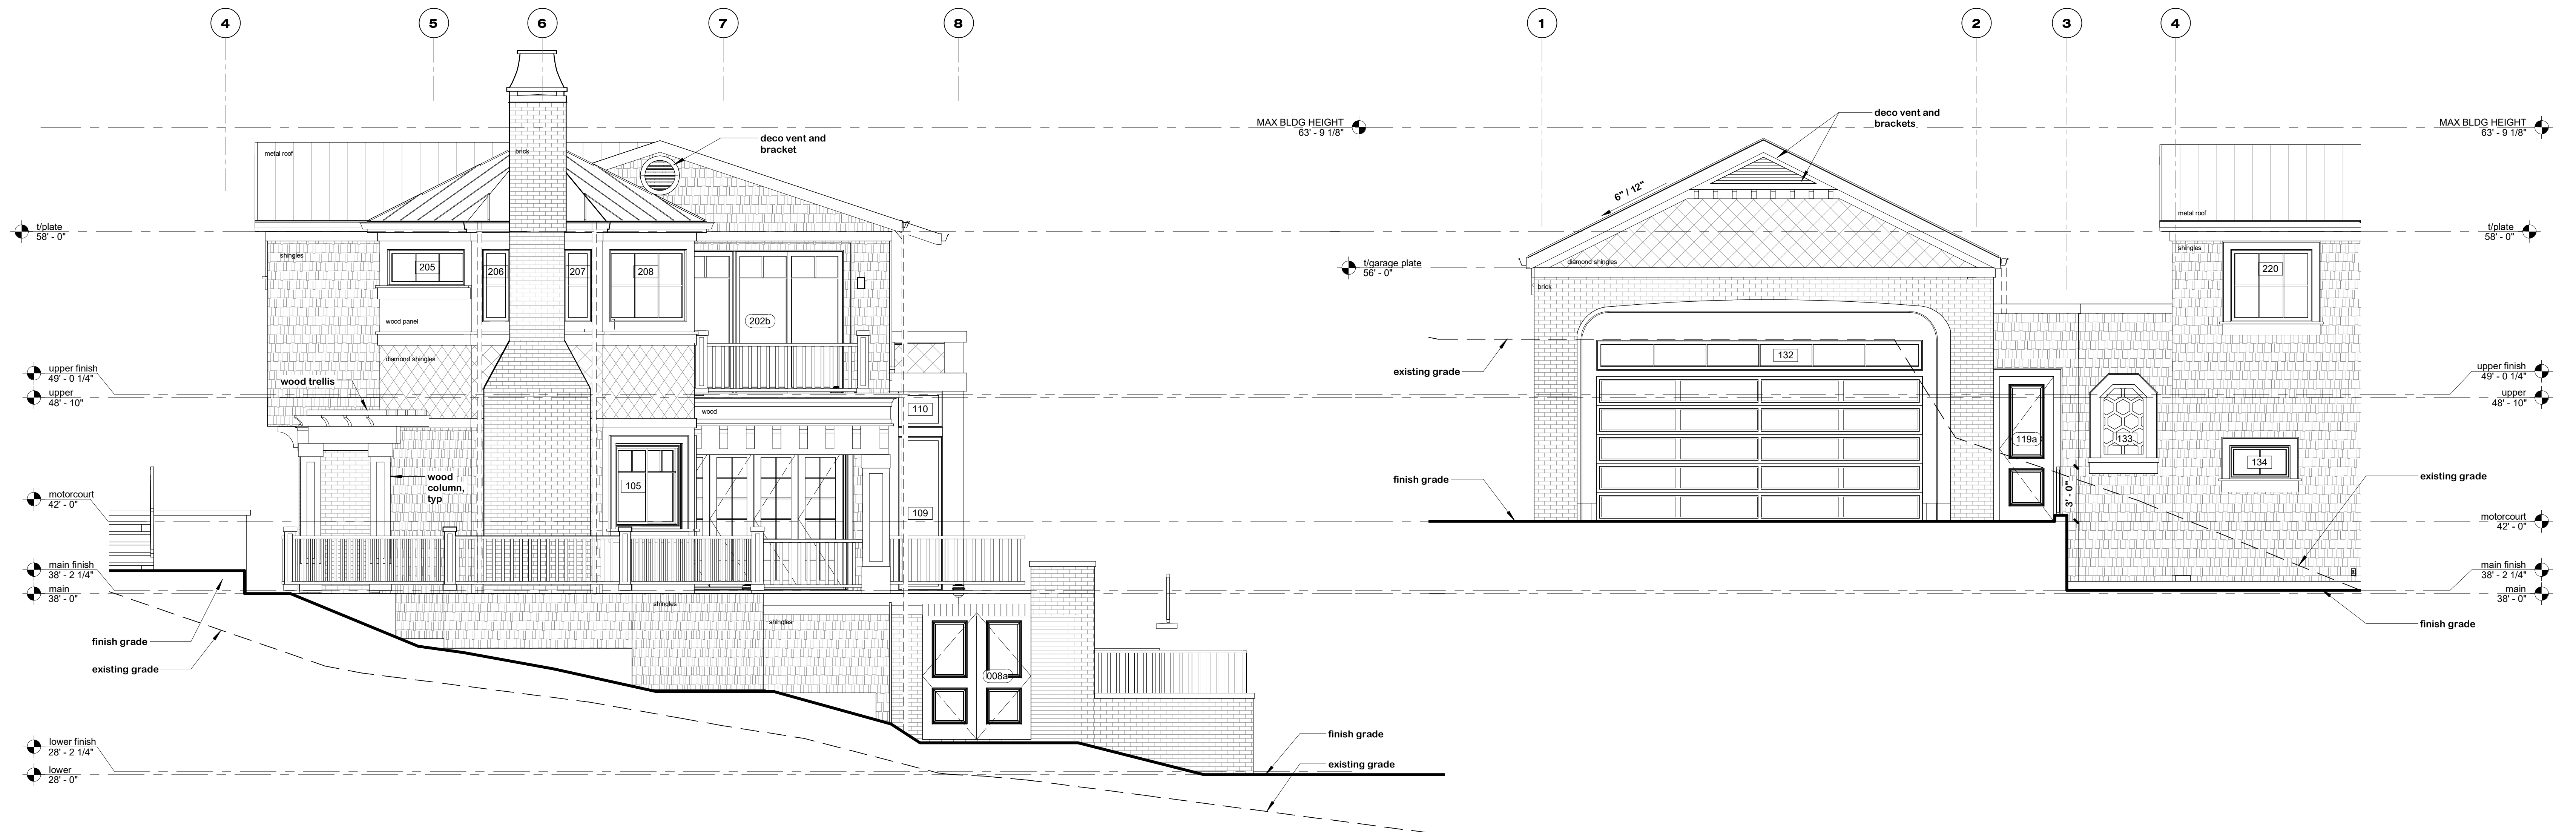 4
5
6
7
8
1
2
3
4
MAX BLDG HEIGHT
63' - 9 1/8"
deco vent and
bracket
metal roof
brick
t/plate
58' - 0"
shingles
205
206
207
208
202b
wood panel
diamond shingles
wood trellis
upper finish
49' - 0 1/4"
upper
48' - 10"
wood
110
wood
column,
typ
105
109
motorcourt
42' - 0"
main finish
38' - 2 1/4"
main
38' - 0"
shingles
shingles
finish grade
existing grade
008a
lower finish
28' - 2 1/4"
lower
28' - 0"
finish grade
existing grade
deco vent and
brackets
MAX BLDG HEIGHT
63' - 9 1/8"
6" / 12"
metal roof
t/plate
58' - 0"
shingles
t/garage plate
56' - 0"
diamond shingles
brick
220
132
existing grade
upper finish
49' - 0 1/4"
upper
48' - 10"
119a
133
134
finish grade
3' - 0"
existing grade
motorcourt
42' - 0"
main finish
38' - 2 1/4"
main
38' - 0"
finish grade